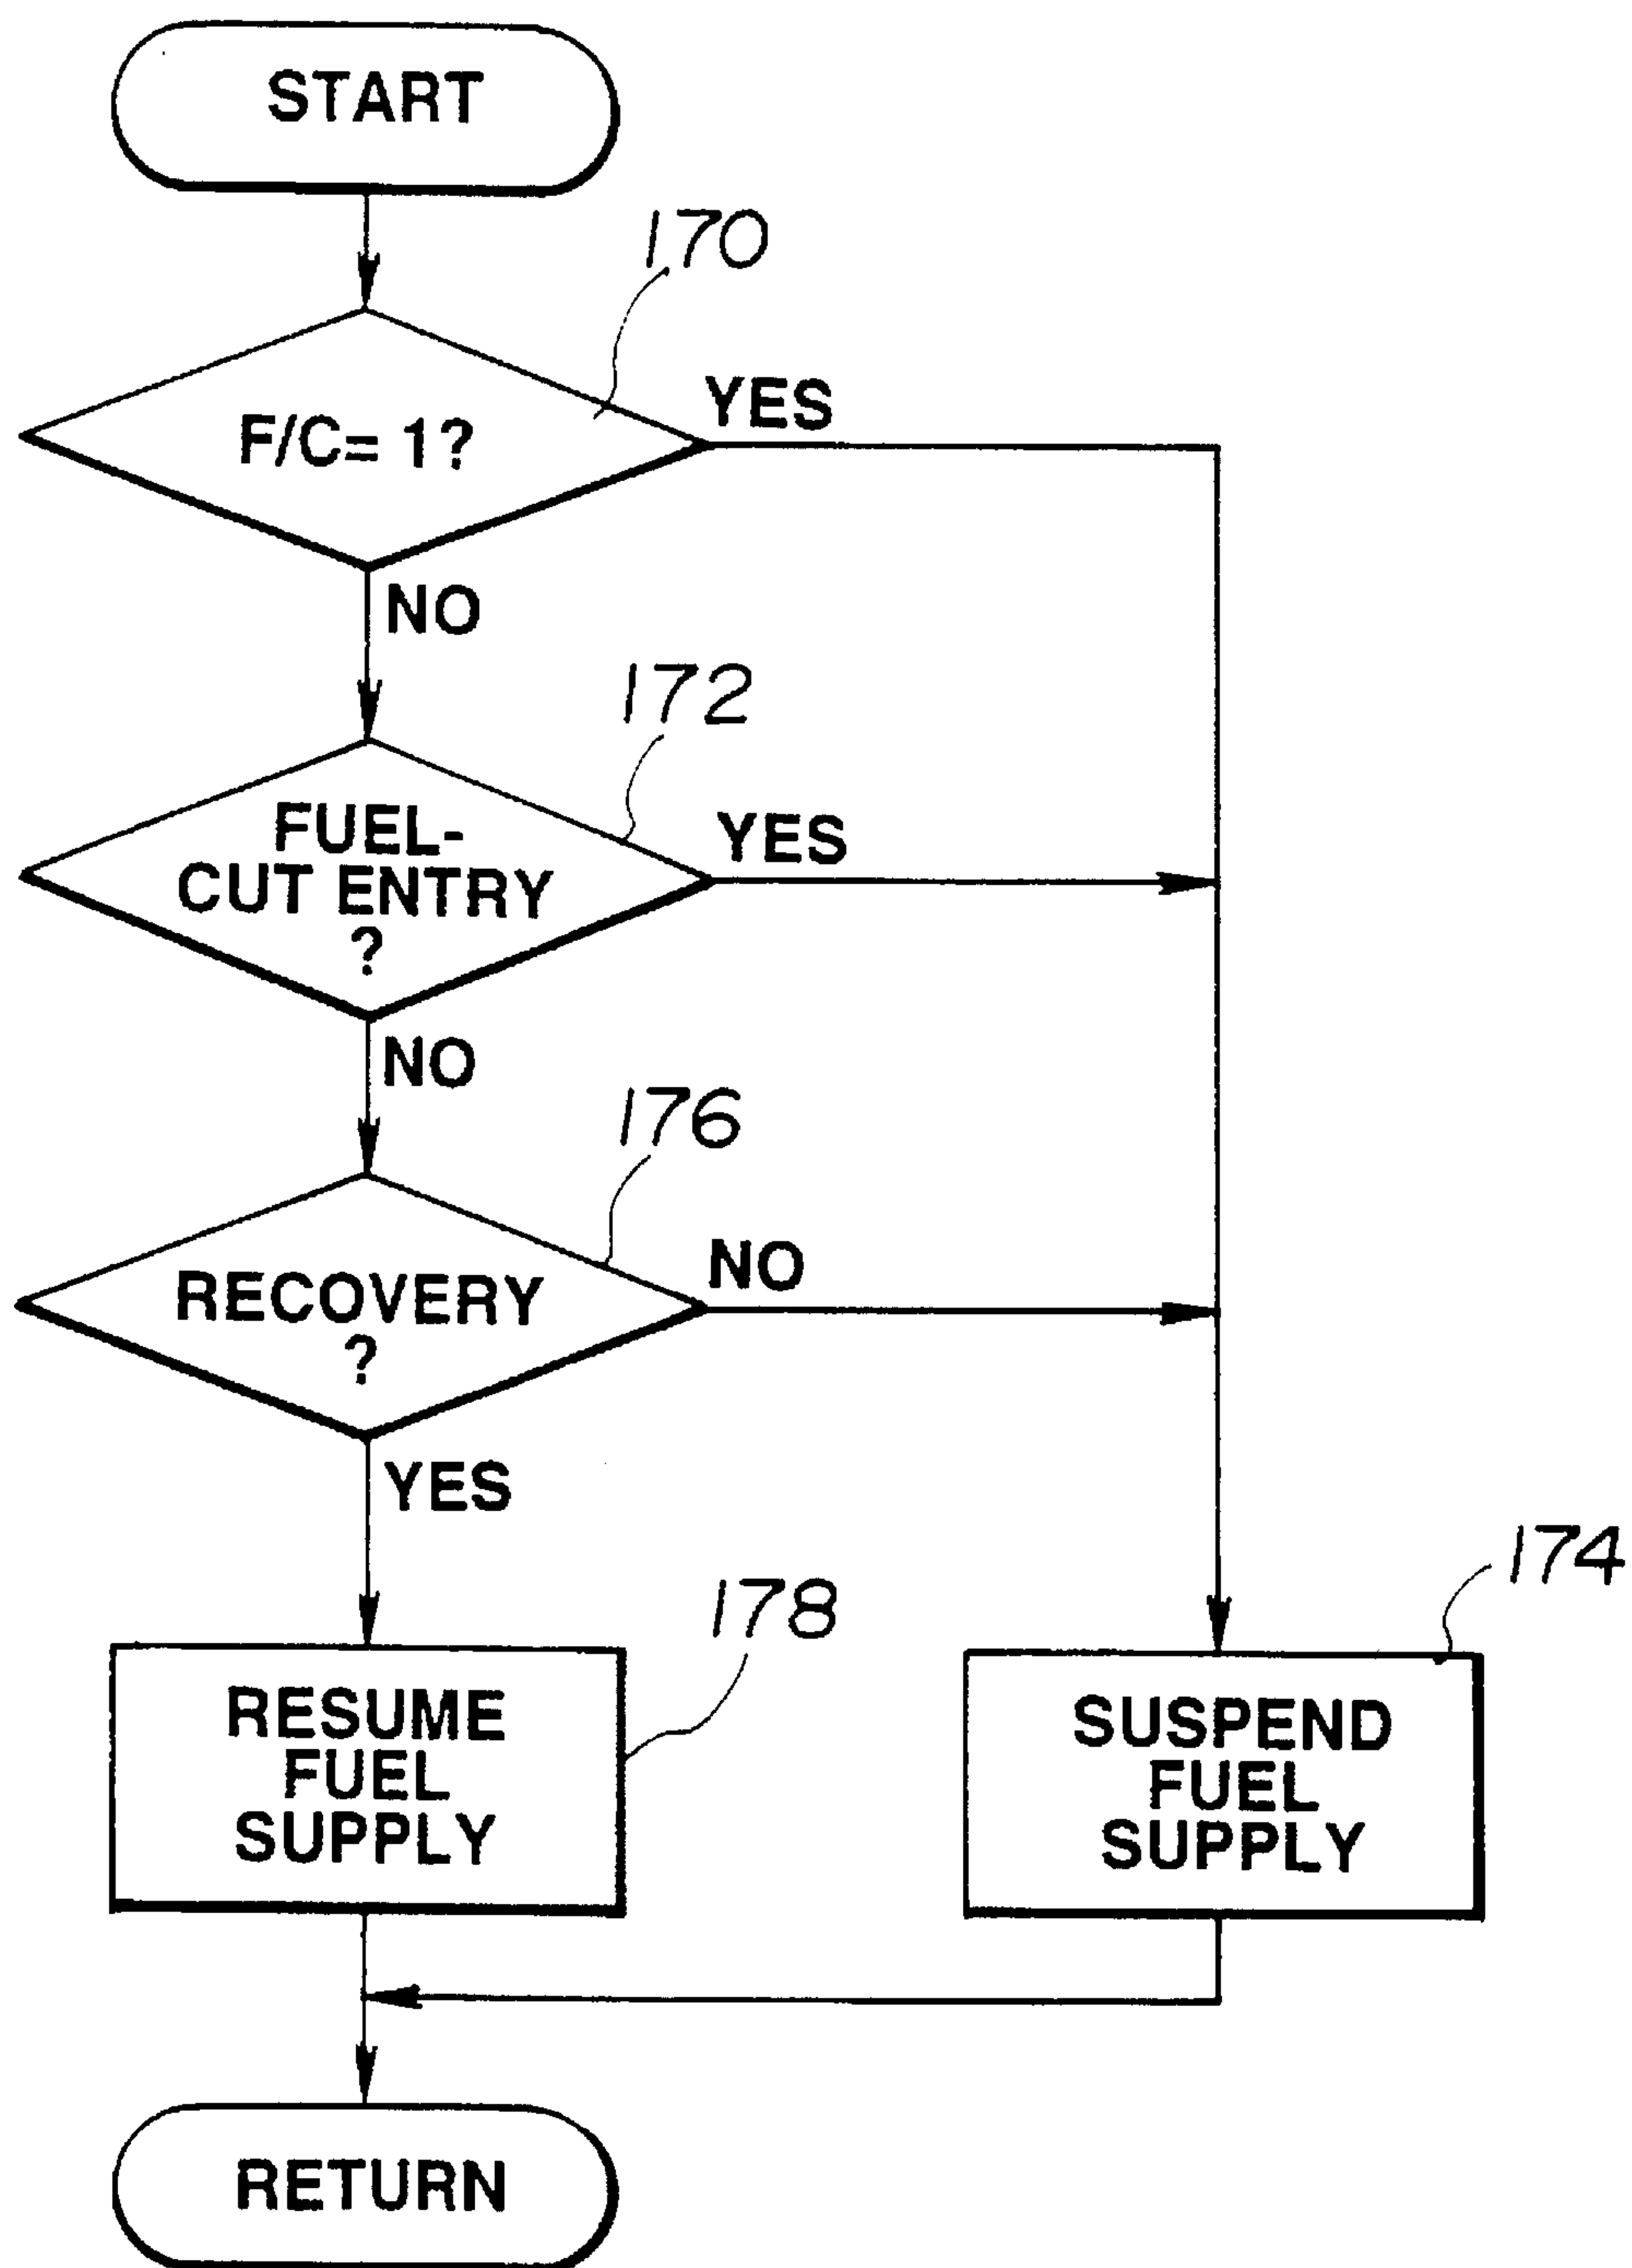 START
170
F/C= 1?
YES
NO
172
FUEL-
CUT ENTRY
?
YES
NO
176
RECOVERY
?
NO
YES
178
RESUME
FUEL
SUPPLY
174
SUSPEND
FUEL
SUPPLY
RETURN